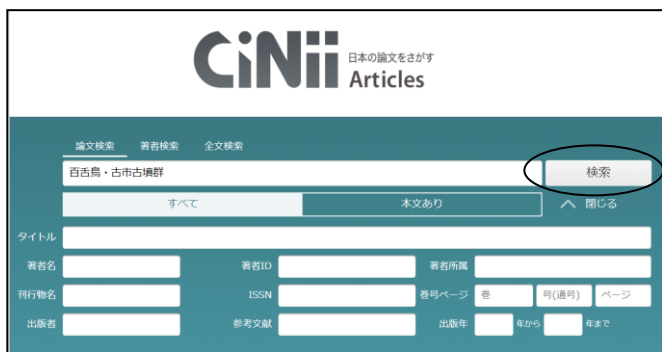 CiNii 日本の論文をさがす
Articles
論文検索 著者検索 全文検索
百舌鳥・古市古墳群 検索
すべて 本文あり 閉じる
タイトル
著者名 著者ID 著者所属
刊行物名 ISSN 巻号ページ 巻 号(通号) ページ
出版者 参考文献 出版年 年から 年まで